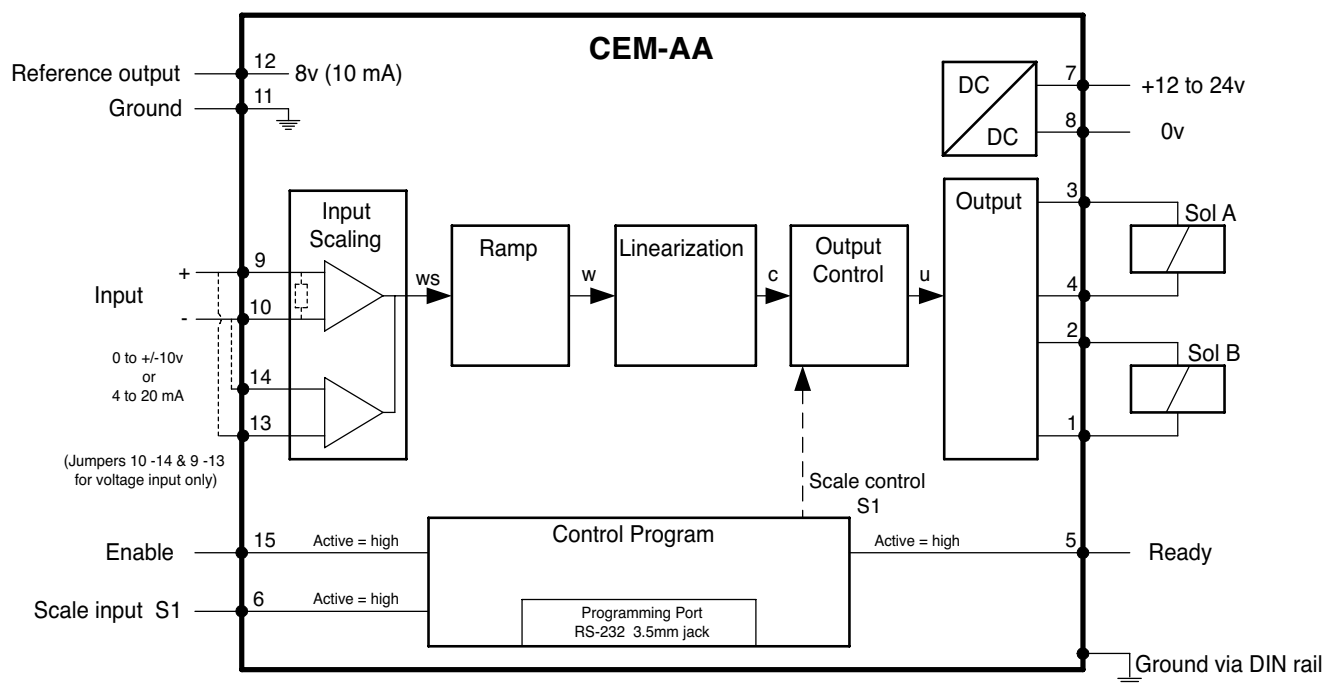 CEM-AA
Reference output
12
8v (10 mA)
Ground
11
DC
DC
7
+12 to 24v
8
0v
Input
Scaling
Ramp
Linearization
Output
Control
Output
3
Sol A
4
2
Sol B
1
+
9
Input
-
10
ws
w
c
u
0 to +/-10v
or
4 to 20 mA
14
13
(Jumpers 10 -14 & 9 -13
for voltage input only)
Scale control
S1
Control Program
Enable
15
Active = high
Active = high
5
Ready
Scale input S1
6
Active = high
Programming Port
RS-232 3.5mm jack
Ground via DIN rail